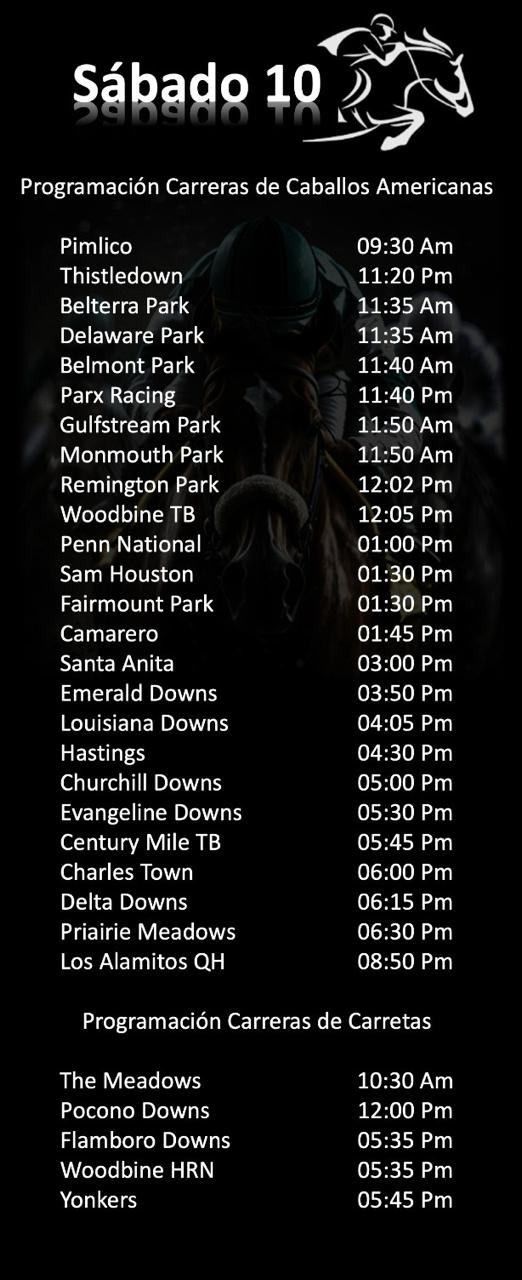 Sábado 10
Programación Carreras de Caballos Americanas
Pimlico 09:30 Am
Thistledown 11:20 Pm
Belterra Park 11:35 Am
Delaware Park 11:35 Am
Belmont Park 11:40 Am
Parx Racing 11:40 Pm
Gulfstream Park 11:50 Am
Monmouth Park 11:50 Am
Remington Park 12:02 Pm
Woodbine TB 12:05 Pm
Penn National 01:00 Pm
Sam Houston 01:30 Pm
Fairmount Park 01:30 Pm
Camarero 01:45 Pm
Santa Anita 03:00 Pm
Emerald Downs 03:50 Pm
Louisiana Downs 04:05 Pm
Hastings 04:30 Pm
Churchill Downs 05:00 Pm
Evangeline Downs 05:30 Pm
Century Mile TB 05:45 Pm
Charles Town 06:00 Pm
Delta Downs 06:15 Pm
Priairie Meadows 06:30 Pm
Los Alamitos QH 08:50 Pm
Programación Carreras de Carretas
The Meadows 10:30 Am
Pocono Downs 12:00 Pm
Flamboro Downs 05:35 Pm
Woodbine HRN 05:35 Pm
Yonkers 05:45 Pm